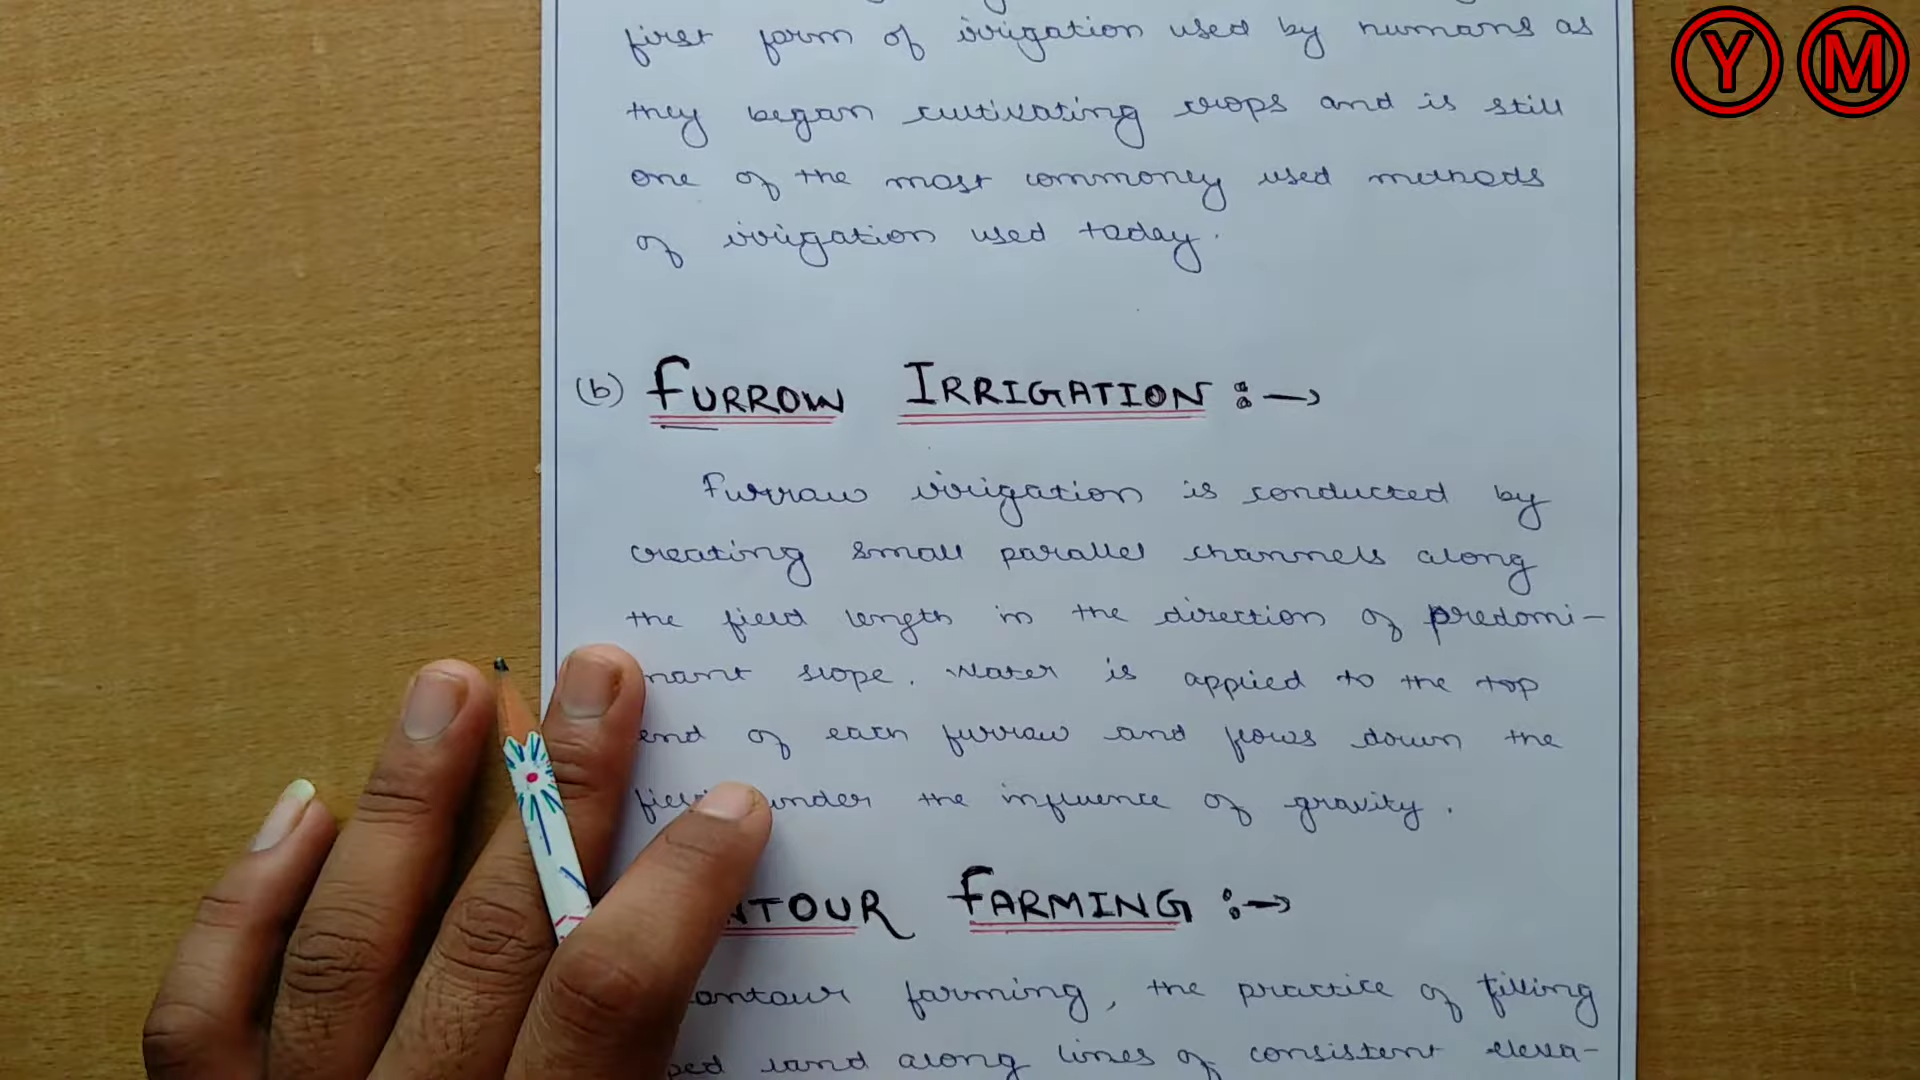 first form of irrigation used by humans as
they began cultivating crops and is still
one of the most commoney used methods
of irrigation used today.
(b) FURROW IRRIGATION :→
Furrow irrigation is conducted by
creating small parallel channels along
the field length in the direction of predomi-
nant slope. Water is applied to the top
end of each furrow and flows down the
field under the influence of gravity.
NTOUR FARMING :→
ontour farming, the practice of tilling
ped land along lines of consistent eleva-
Y M